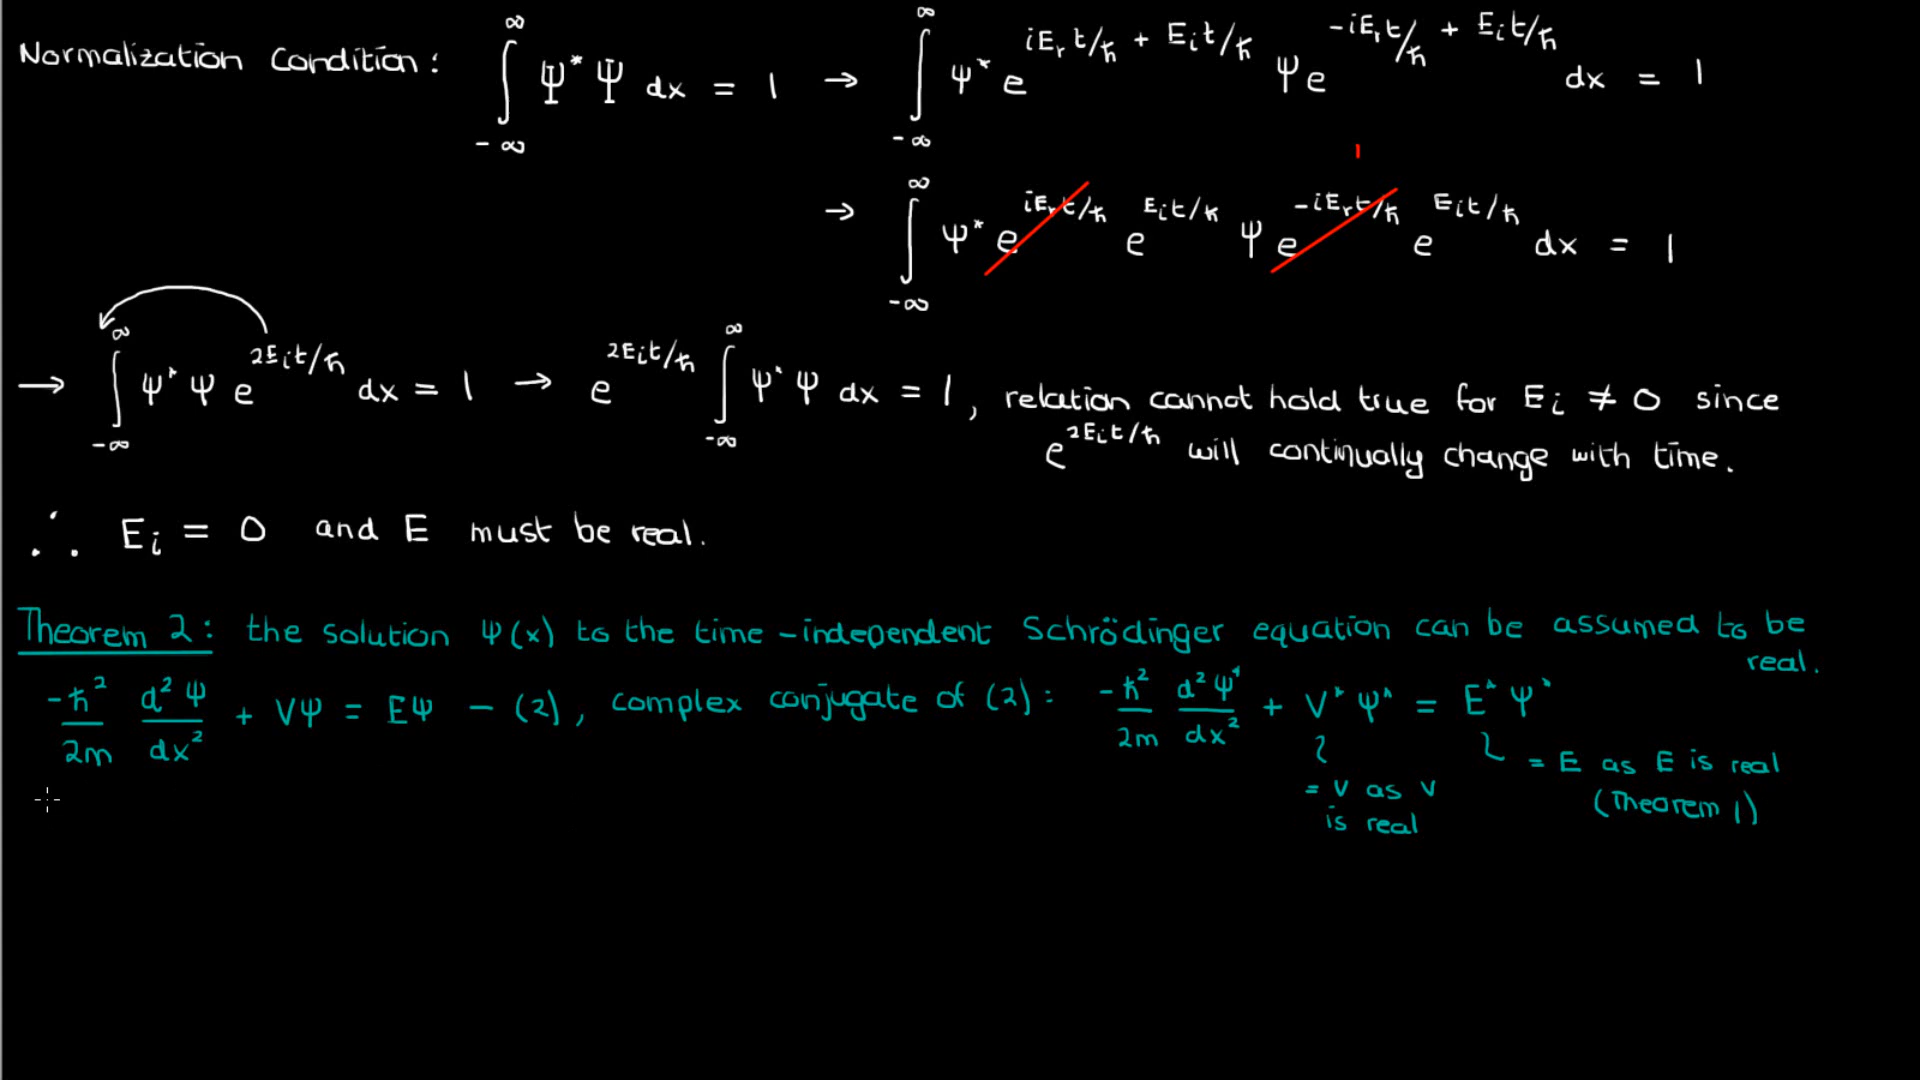 Normalization Condition: ∫_{-∞}^{∞} Ψ* Ψ dx = 1 → ∫_{-∞}^{∞} ψ* e^{iE_r t/ħ + E_i t/ħ} ψ e^{-iE_r t/ħ + E_i t/ħ} dx = 1
1
→ ∫_{-∞}^{∞} ψ* e^{iE_r t/ħ} e^{E_i t/ħ} ψ e^{-iE_r t/ħ} e^{E_i t/ħ} dx = 1
→ ∫_{-∞}^{∞} ψ* ψ e^{2E_i t/ħ} dx = 1 → e^{2E_i t/ħ} ∫_{-∞}^{∞} ψ* ψ dx = 1, relation cannot hold true for E_i ≠ 0 since
e^{2E_i t/ħ} will continually change with time.
∴ E_i = 0 and E must be real.
Theorem 2: the solution ψ(x) to the time-independent Schrödinger equation can be assumed to be
real.
-ħ²/2m d²ψ/dx² + Vψ = Eψ - (2), complex conjugate of (2): -ħ²/2m d²ψ*/dx² + V* ψ* = E* ψ*
= E as E is real
= V as V
(Theorem 1)
is real